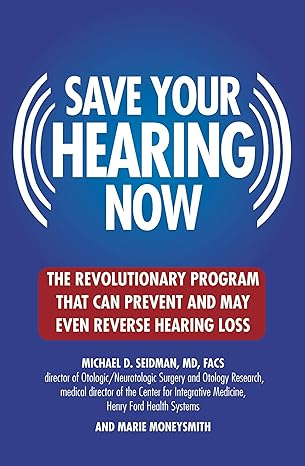 SAVE YOUR
HEARING
NOW
THE REVOLUTIONARY PROGRAM
THAT CAN PREVENT AND MAY
EVEN REVERSE HEARING LOSS
MICHAEL D. SEIDMAN, MD, FACS
director of Otologic/Neurotologic Surgery and Otology Research,
medical director of the Center for Integrative Medicine,
Henry Ford Health Systems
AND MARIE MONEYSMITH